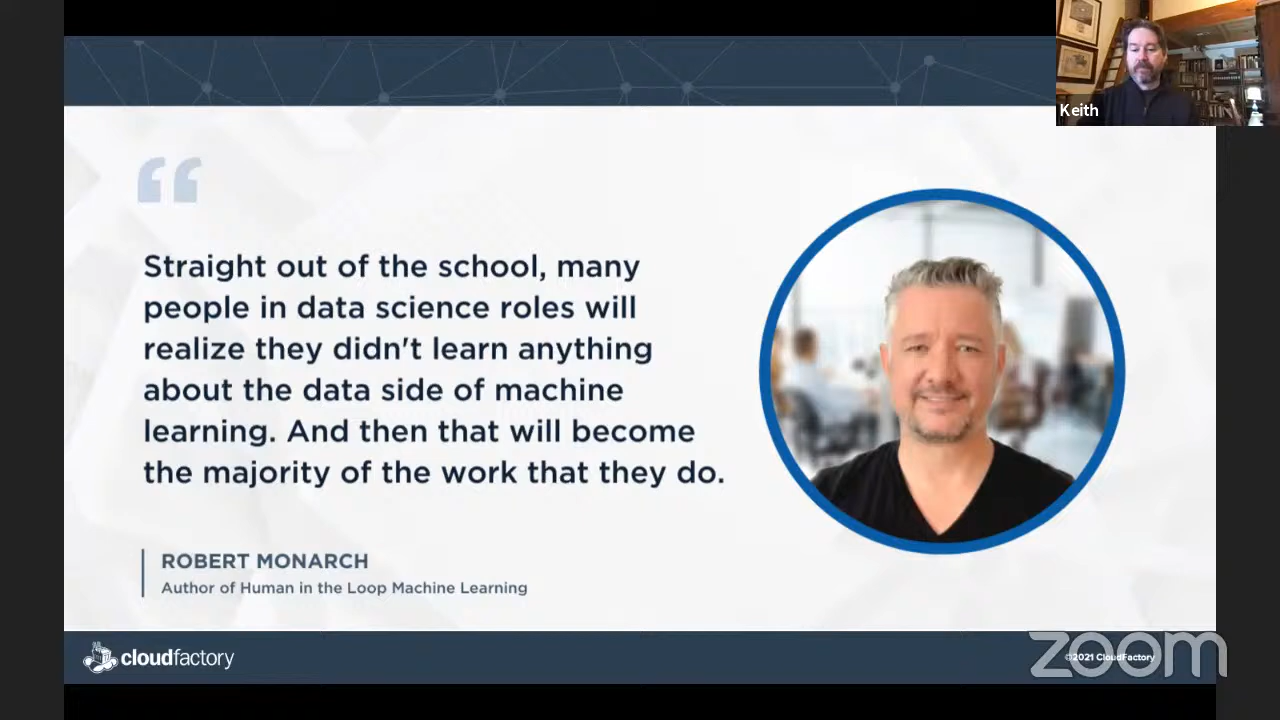 Keith
“
Straight out of the school, many
people in data science roles will
realize they didn't learn anything
about the data side of machine
learning. And then that will become
the majority of the work that they do.
ROBERT MONARCH
Author of Human in the Loop Machine Learning
cloudfactory
©2021 CloudFactory
zoom